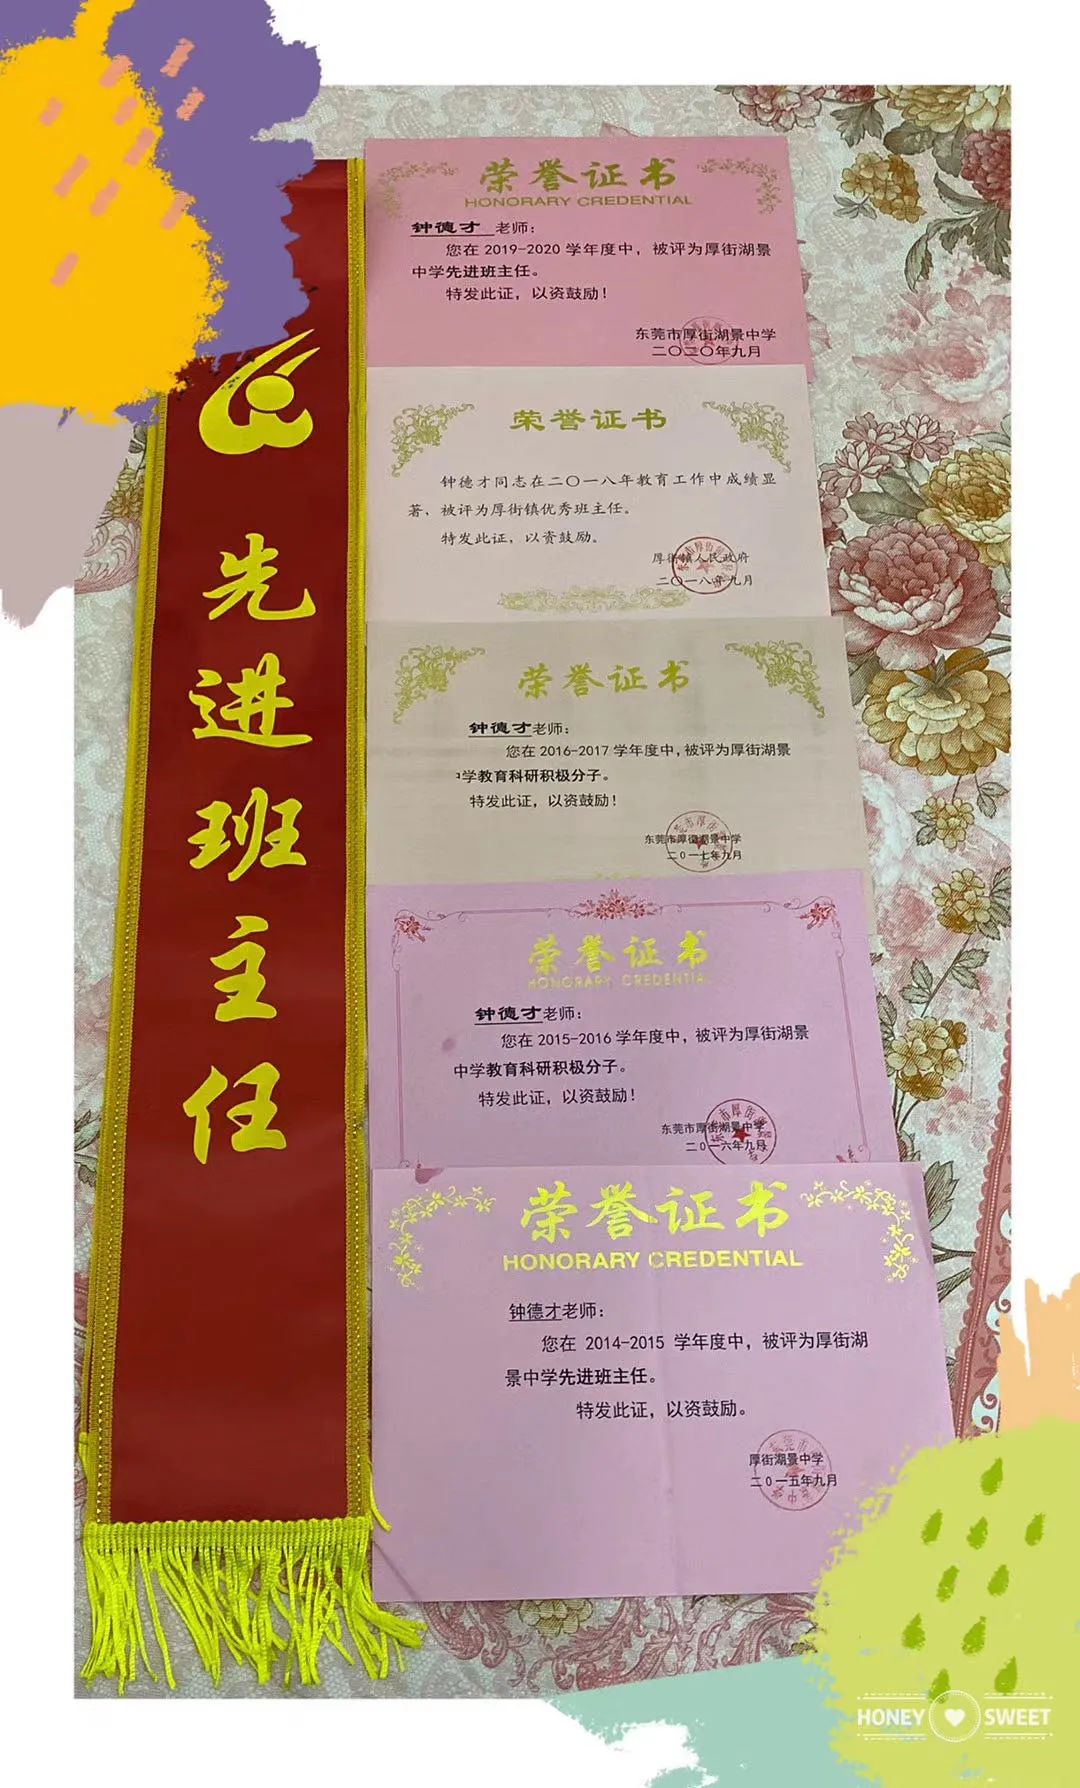 先进班主任
荣誉证书
HONORARY CREDENTIAL
钟德才 老师：
您在 2019-2020 学年度中，被评为厚街湖景
中学先进班主任。
特发此证，以资鼓励！
东莞市厚街湖景中学
二〇二〇年九月
荣誉证书
钟德才同志在二〇一八年教育工作中成绩显
著，被评为厚街镇优秀班主任。
特发此证，以资鼓励。
厚街镇人民政府
二〇一八年九月
荣誉证书
钟德才老师：
您在 2016-2017 学年度中，被评为厚街湖景
中学教育科研积极分子。
特发此证，以资鼓励！
东莞市厚街湖景中学
二０一七年九月
荣誉证书
HONORARY CREDENTIAL
钟德才老师：
您在 2015-2016 学年度中，被评为厚街湖景
中学教育科研积极分子。
特发此证，以资鼓励！
东莞市厚街湖景中学
二０一六年九月
荣誉证书
HONORARY CREDENTIAL
钟德才老师：
您在 2014-2015 学年度中，被评为厚街湖
景中学先进班主任。
特发此证，以资鼓励。
厚街湖景中学
二０一五年九月
HONEY SWEET